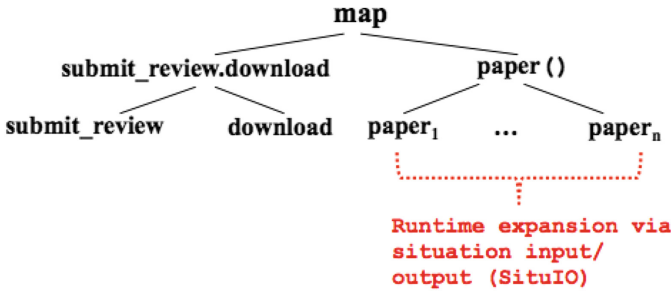 map
submit_review.download paper()
submit_review download paper₁ ... paperₙ
Runtime expansion via
situation input/
output (SituIO)